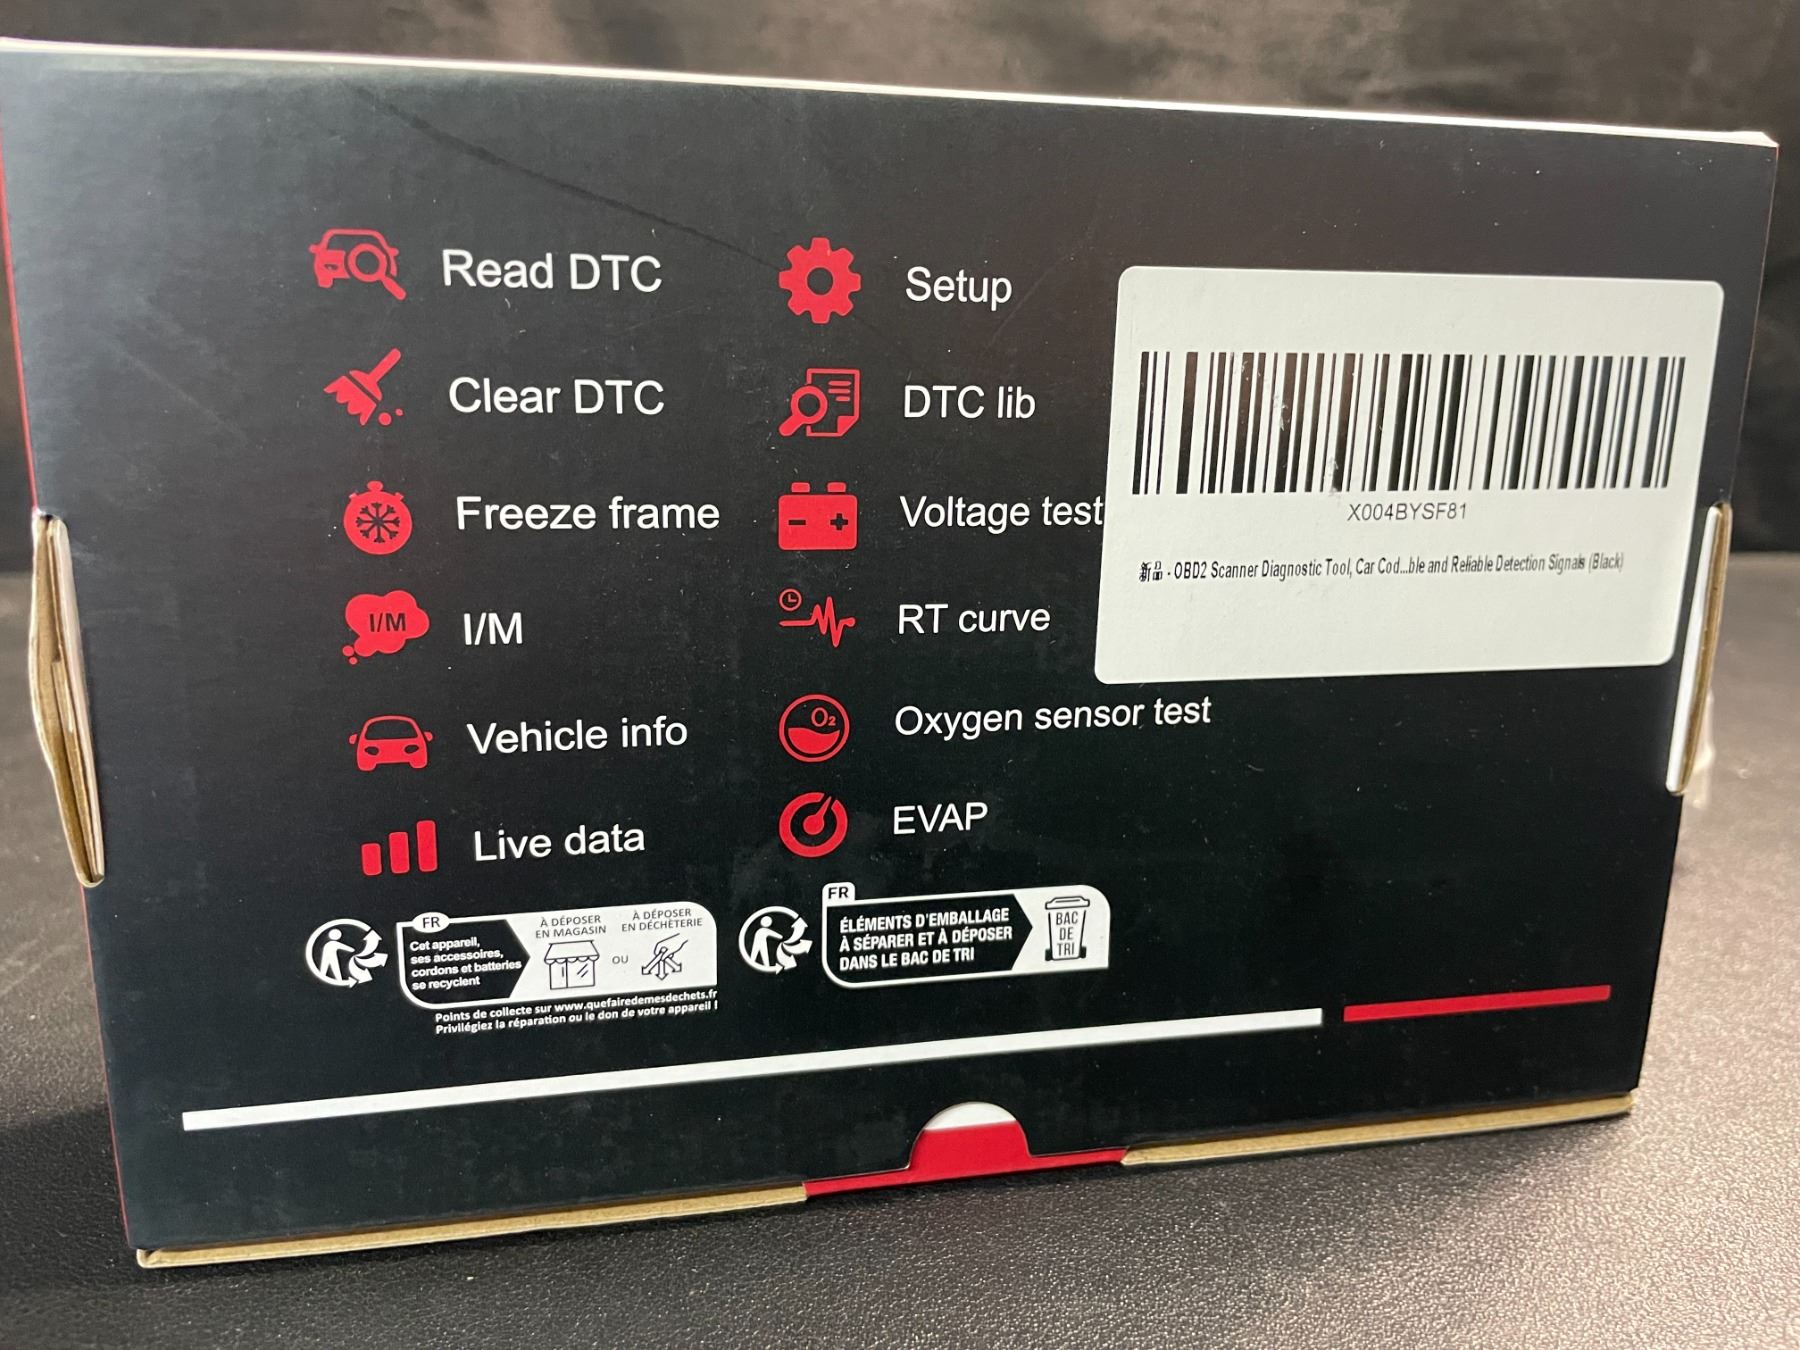 Read DTC
Clear DTC
Freeze frame
I/M
I/M
Vehicle info
Live data
Setup
DTC lib
Voltage test
RT curve
O2
Oxygen sensor test
EVAP
X004BYSF81
新品 - OBD2 Scanner Diagnostic Tool, Car Cod...ble and Reliable Detection Signals (Black)
FR
Cet appareil,
ses accessoires,
cordons et batteries
se recyclent
À DÉPOSER
EN MAGASIN
OU
À DÉPOSER
EN DÉCHÈTERIE
Points de collecte sur www.quefairedemesdechets.fr
Privilégiez la réparation ou le don de votre appareil !
FR
ÉLÉMENTS D'EMBALLAGE
À SÉPARER ET À DÉPOSER
DANS LE BAC DE TRI
BAC
DE
TRI